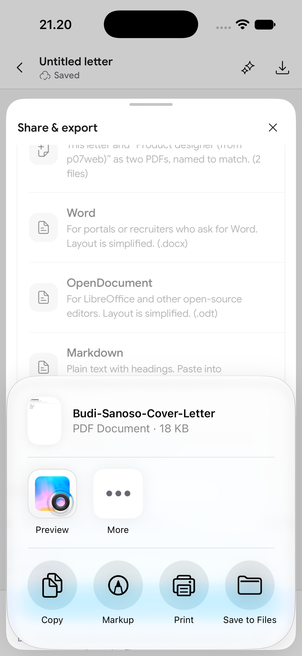 21.20
Untitled letter
Saved
Share & export
This letter and "Product designer (from
p07web)" as two PDFs, named to match. (2
files)
Word
For portals or recruiters who ask for Word.
Layout is simplified. (.docx)
OpenDocument
For LibreOffice and other open-source
editors. Layout is simplified. (.odt)
Markdown
Plain text with headings. Paste into
Budi-Sanoso-Cover-Letter
PDF Document · 18 KB
Preview
More
Copy
Markup
Print
Save to Files